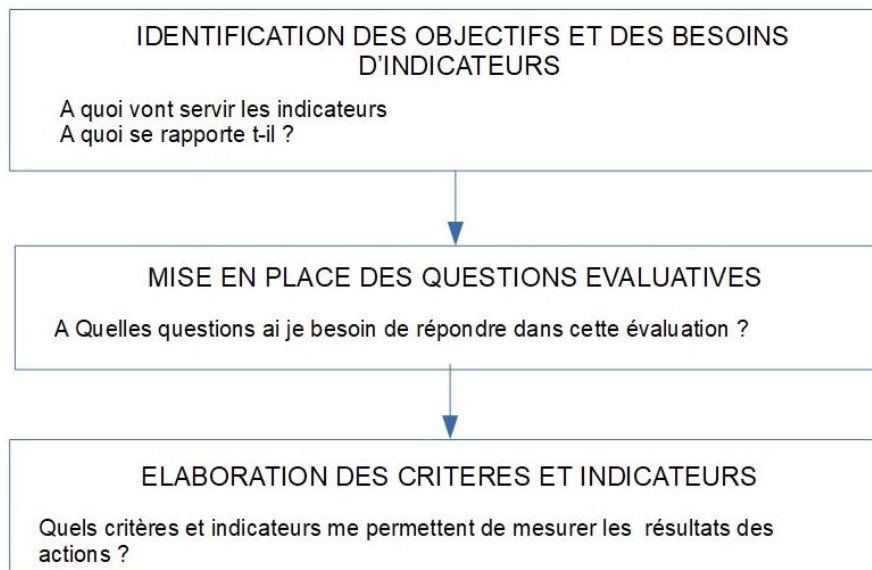 IDENTIFICATION DES OBJECTIFS ET DES BESOINS
D'INDICATEURS
A quoi vont servir les indicateurs
A quoi se rapporte t-il ?
MISE EN PLACE DES QUESTIONS EVALUATIVES
A Quelles questions ai je besoin de répondre dans cette évaluation ?
ELABORATION DES CRITERES ET INDICATEURS
Quels critères et indicateurs me permettent de mesurer les résultats des
actions ?